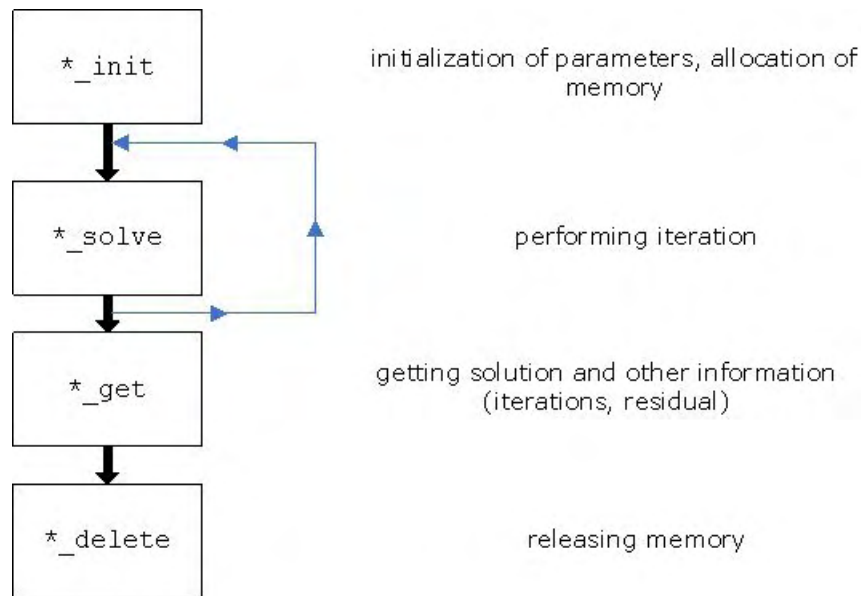 *_init
initialization of parameters, allocation of
memory
*_solve
performing iteration
*_get
getting solution and other information
(iterations, residual)
*_delete
releasing memory